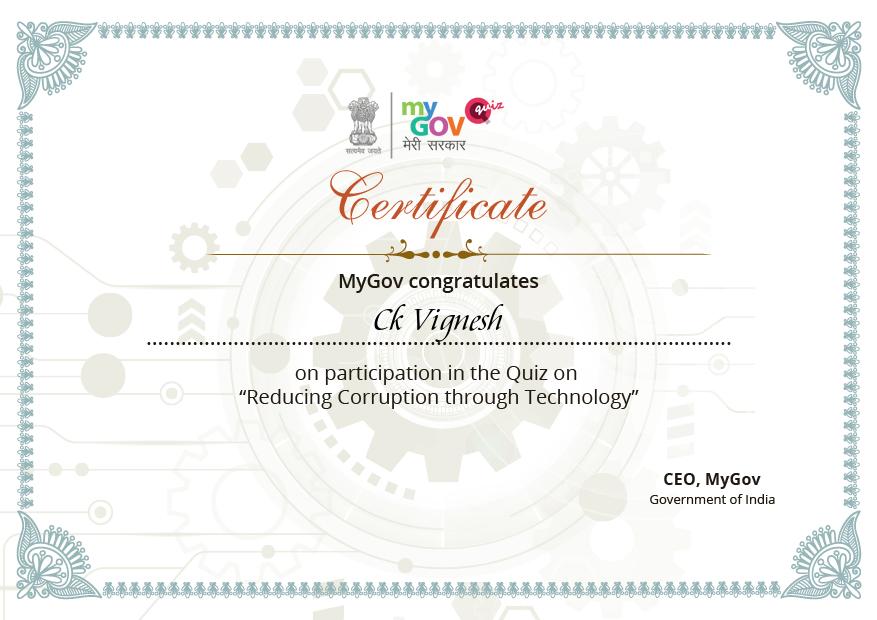 सत्यमेव जयते
my
GOV
quiz
मेरी सरकार
Certificate
MyGov congratulates
Ck Vignesh
on participation in the Quiz on
“Reducing Corruption through Technology”
CEO, MyGov
Government of India